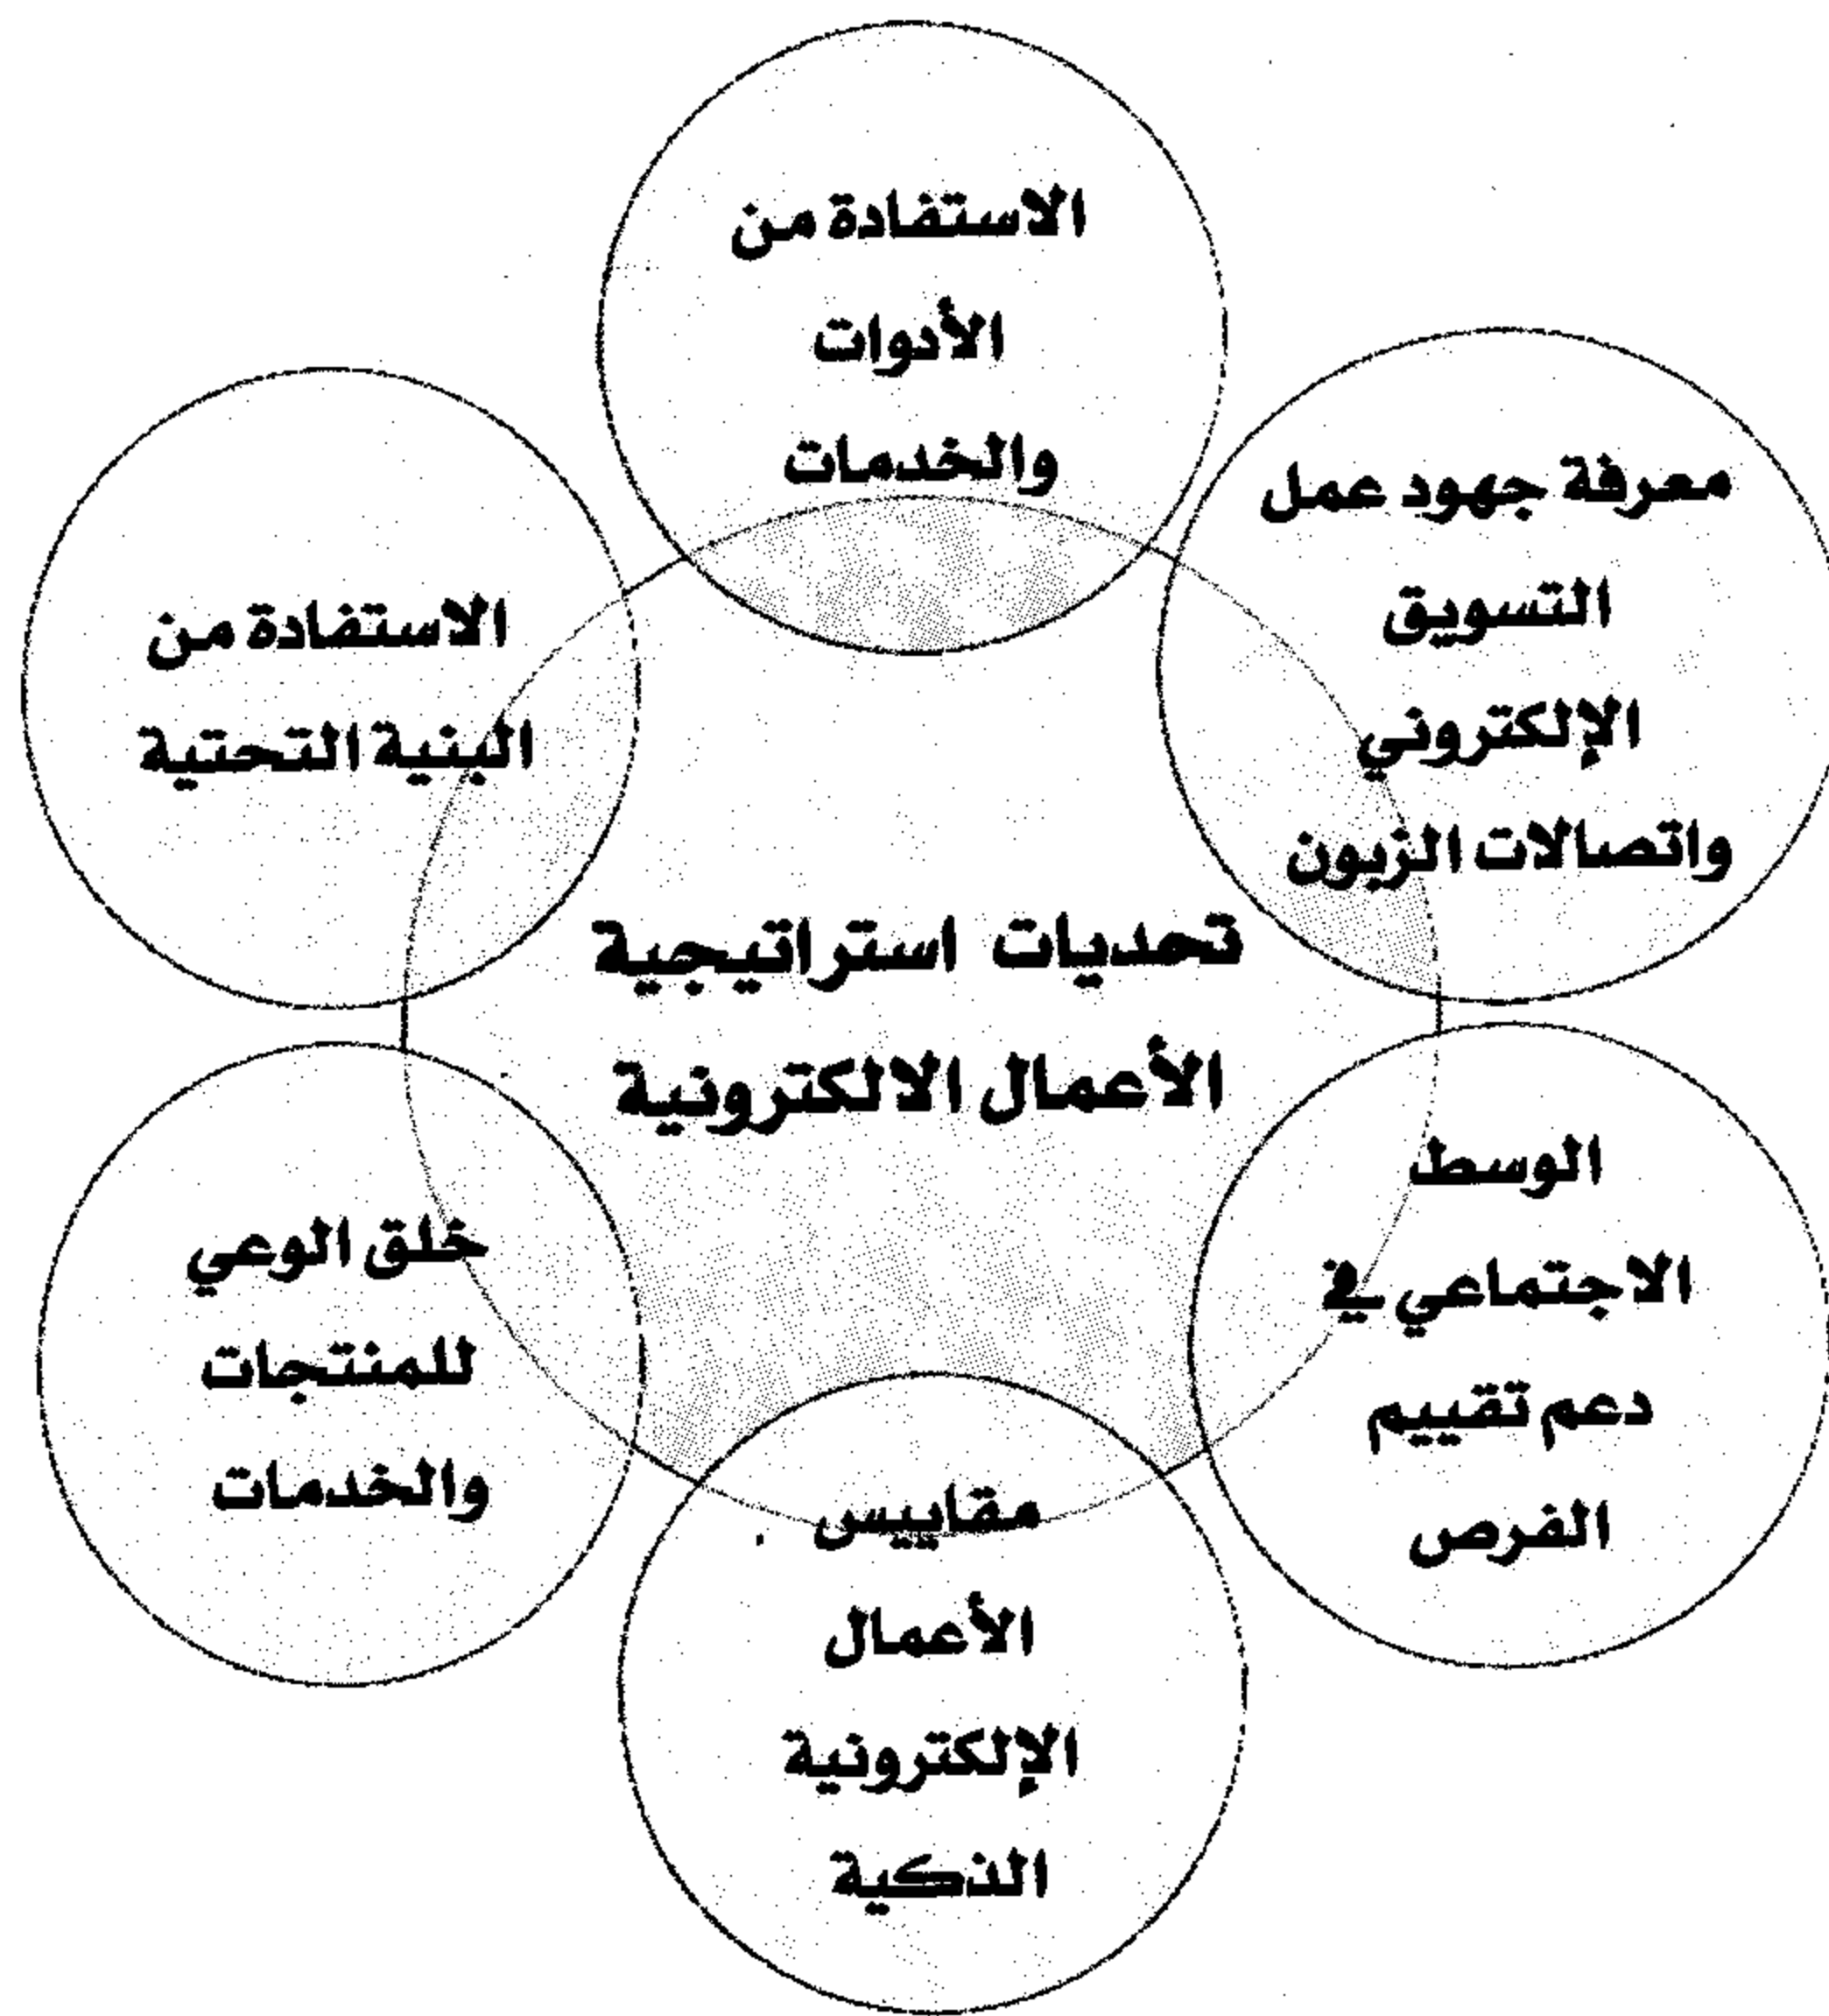 الاستفادة من
الأدوات
والخدمات
معرفة جهود عمل
التسويق
الإلكتروني
واتصالات الزبون
الاستفادة من
البنية التحتية
تحديات استراتيجية
الأعمال الالكترونية
الوسط
الاجتماعي في
دعم تقييم
الفرص
خلق الوعي
للمنتجات
والخدمات
مقاييس
الأعمال
الإلكترونية
الذكية